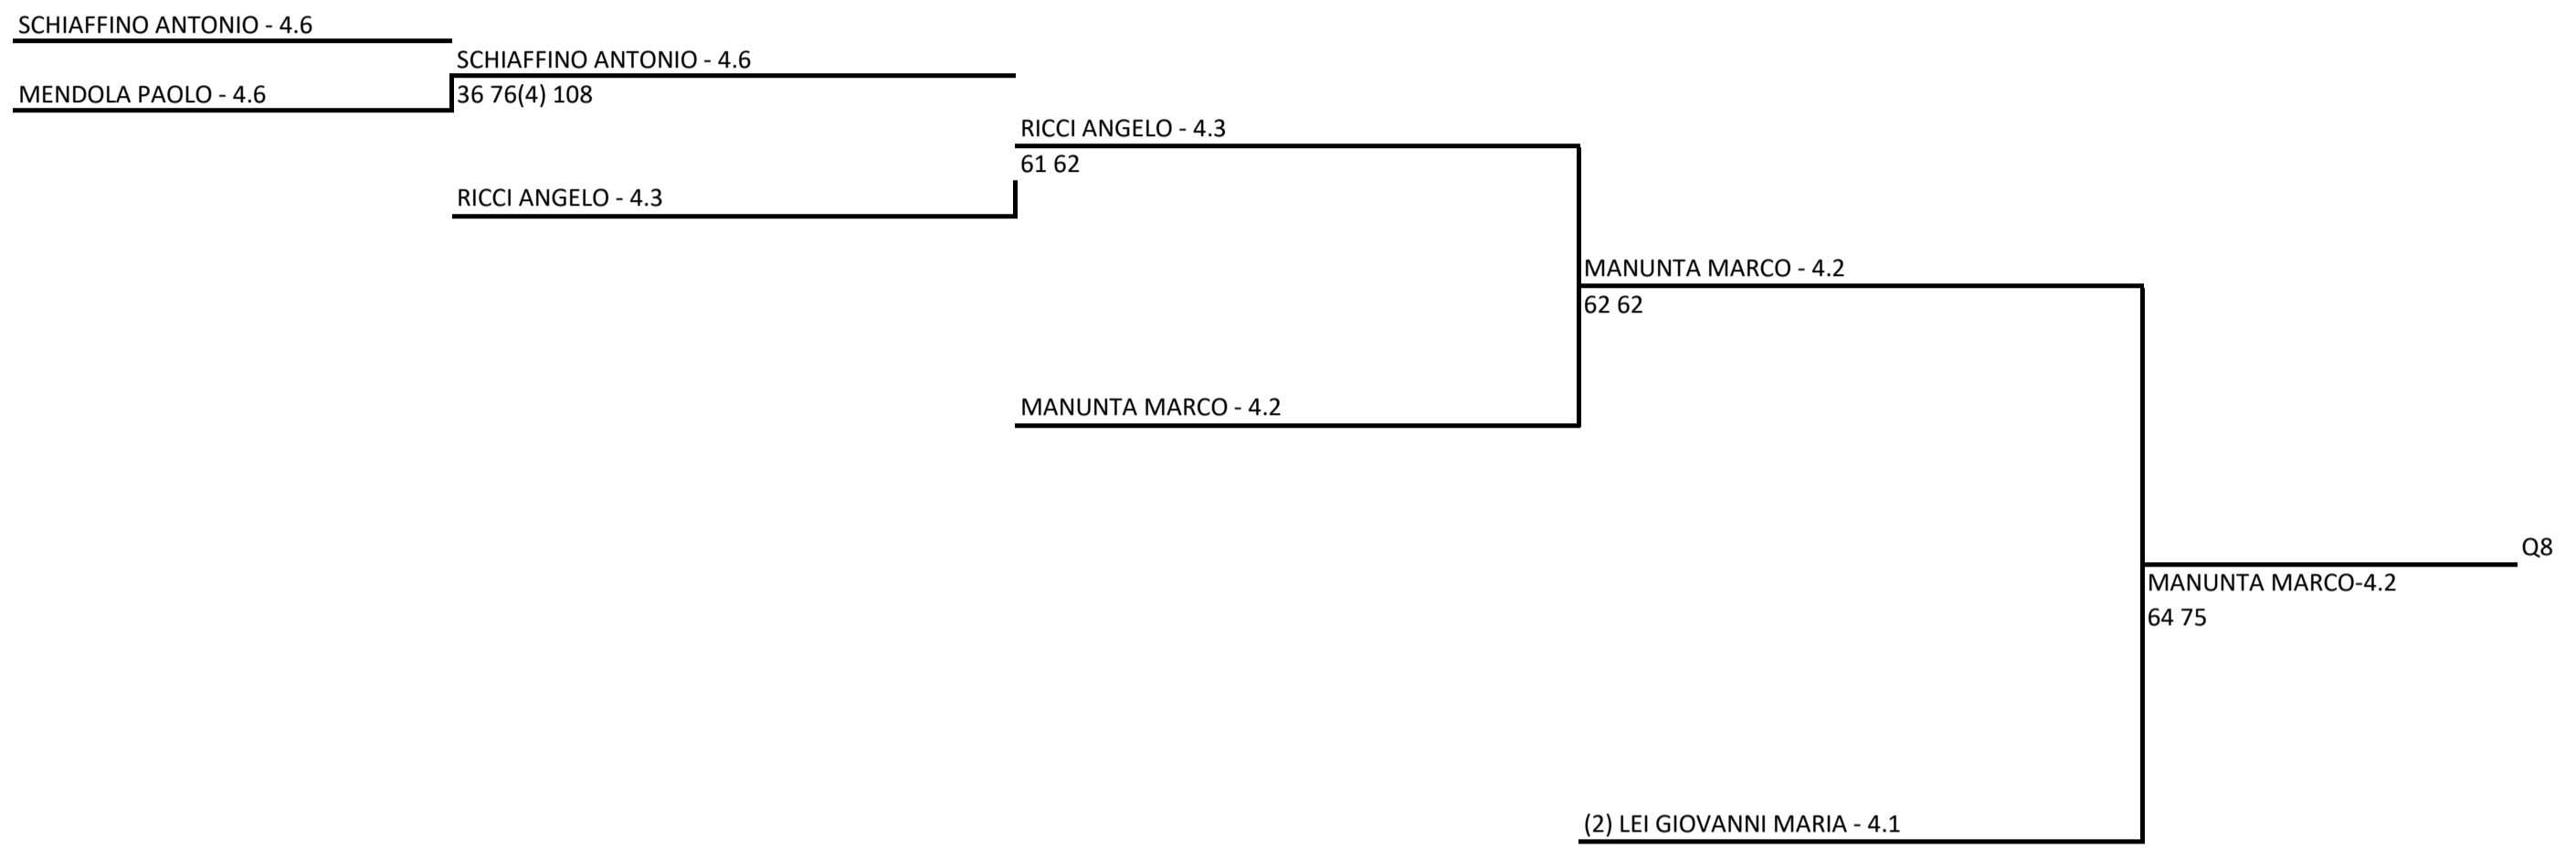 SCHIAFFINO ANTONIO - 4.6
SCHIAFFINO ANTONIO - 4.6
MENDOLA PAOLO - 4.6
36 76(4) 108
RICCI ANGELO - 4.3
61 62
RICCI ANGELO - 4.3
MANUNTA MARCO - 4.2
62 62
MANUNTA MARCO - 4.2
Q8
MANUNTA MARCO-4.2
64 75
(2) LEI GIOVANNI MARIA - 4.1